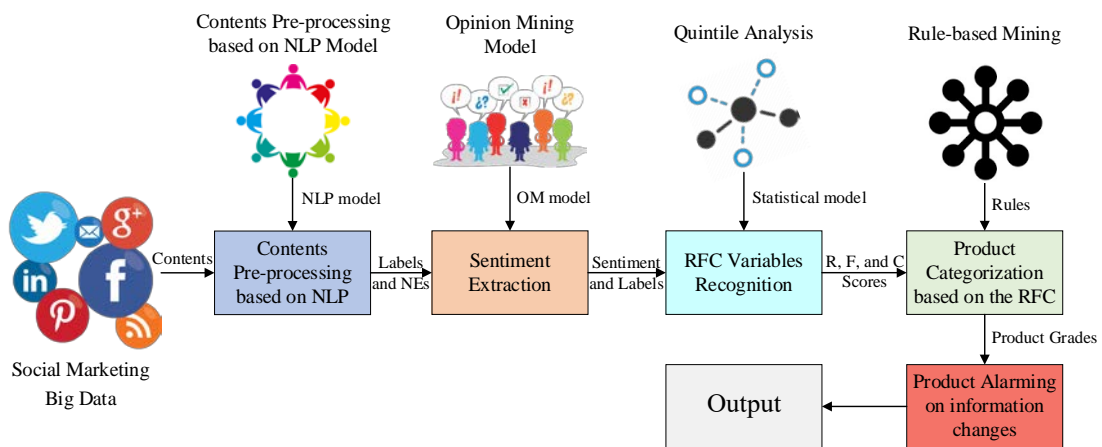 Contents Pre-processing
based on NLP Model
Opinion Mining
Model
Quintile Analysis
Rule-based Mining
NLP model
OM model
Statistical model
Rules
g+
in
f
Contents
Contents
Pre-processing
based on NLP
Labels
and NEs
Sentiment
Extraction
Sentiment
and Labels
RFC Variables
Recognition
R, F, and C
Scores
Product
Categorization
based on the RFC
Product Grades
Social Marketing
Big Data
Product Alarming
on information
changes
Output